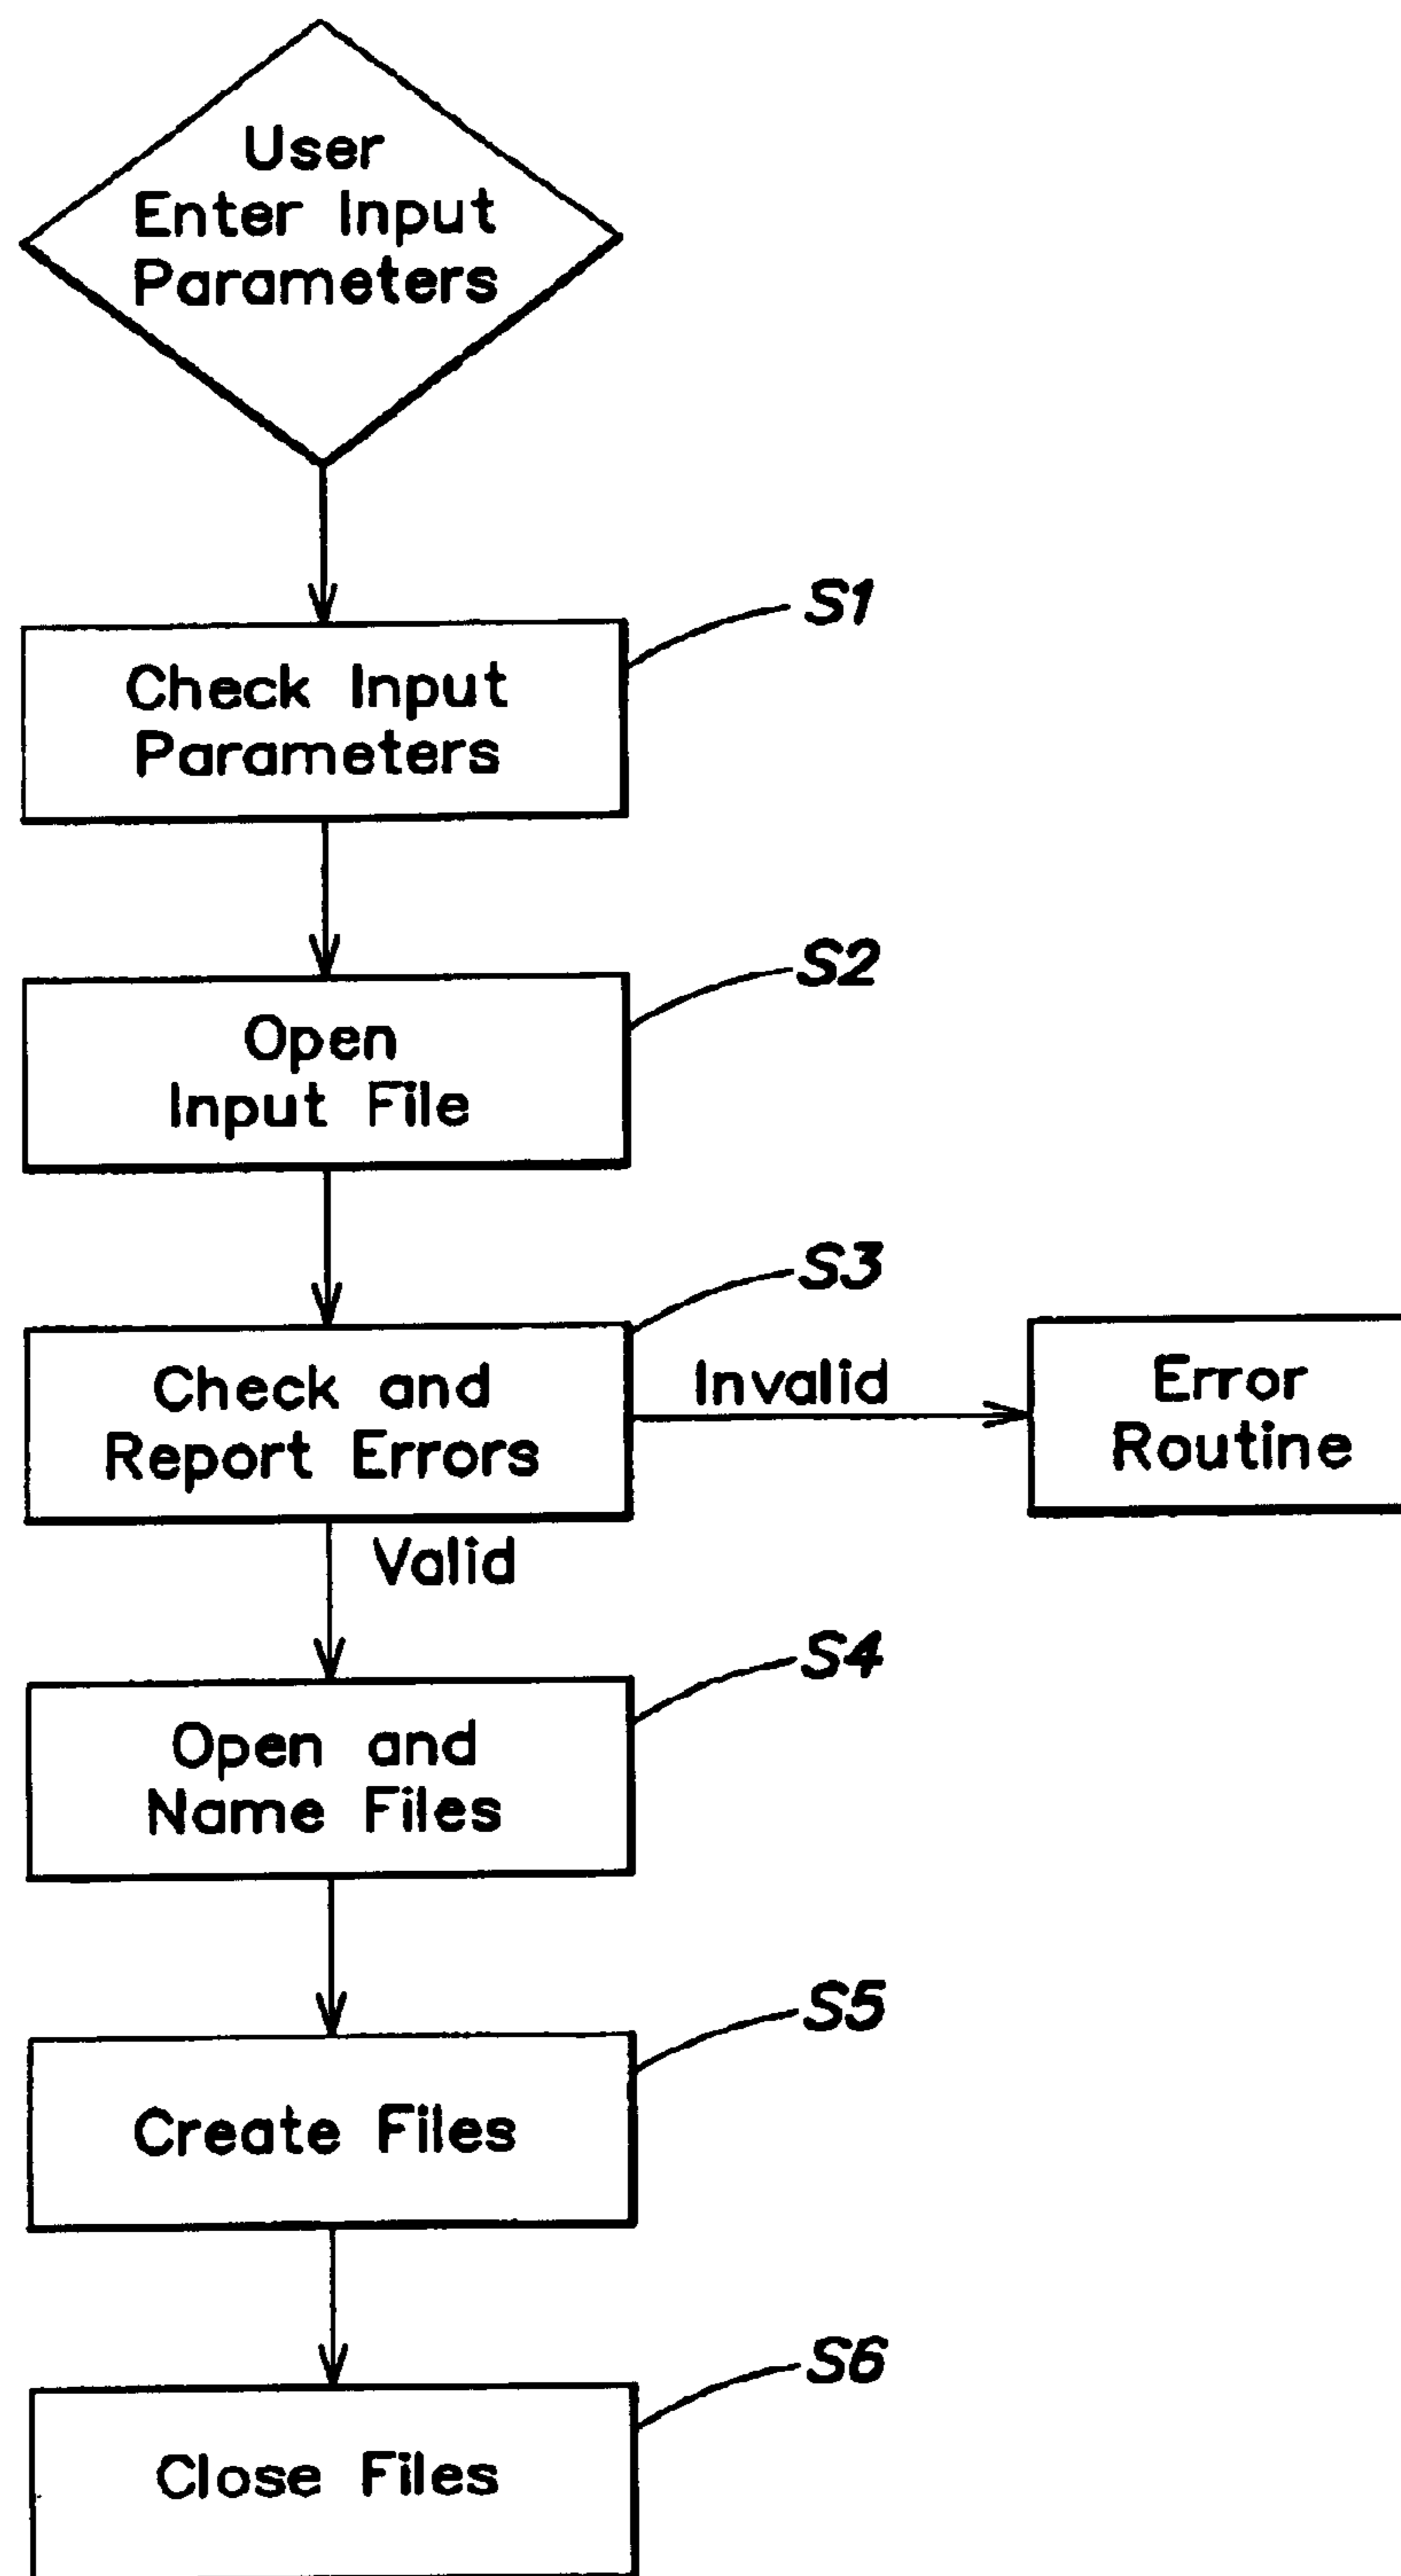 User
Enter Input
Parameters
S1
Check Input
Parameters
S2
Open
Input File
S3
Check and
Report Errors
Invalid
Error
Routine
Valid
S4
Open and
Name Files
S5
Create Files
S6
Close Files